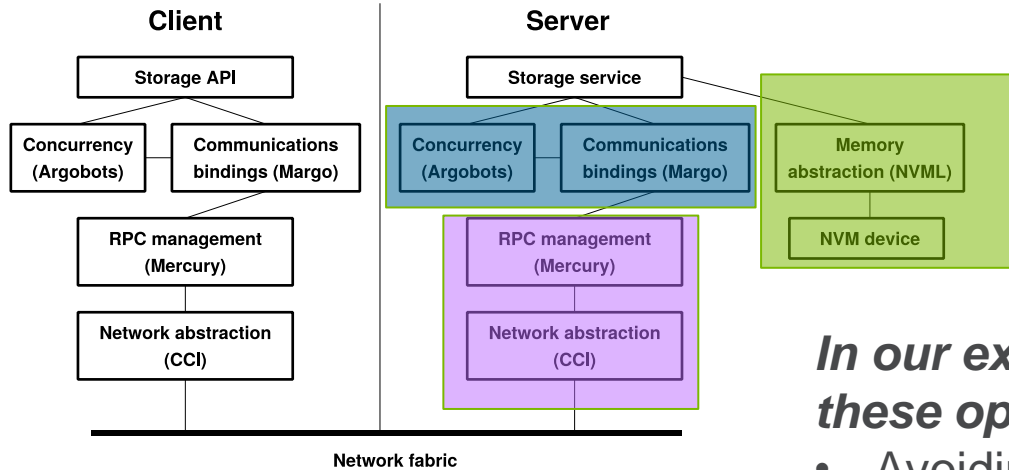 Client
Server
Storage API
Storage service
Concurrency
(Argobots)
Communications
bindings (Margo)
Concurrency
(Argobots)
Communications
bindings (Margo)
Memory
abstraction (NVML)
RPC management
(Mercury)
RPC management
(Mercury)
NVM device
Network abstraction
(CCI)
Network abstraction
(CCI)
In our ex
these op
Network fabric